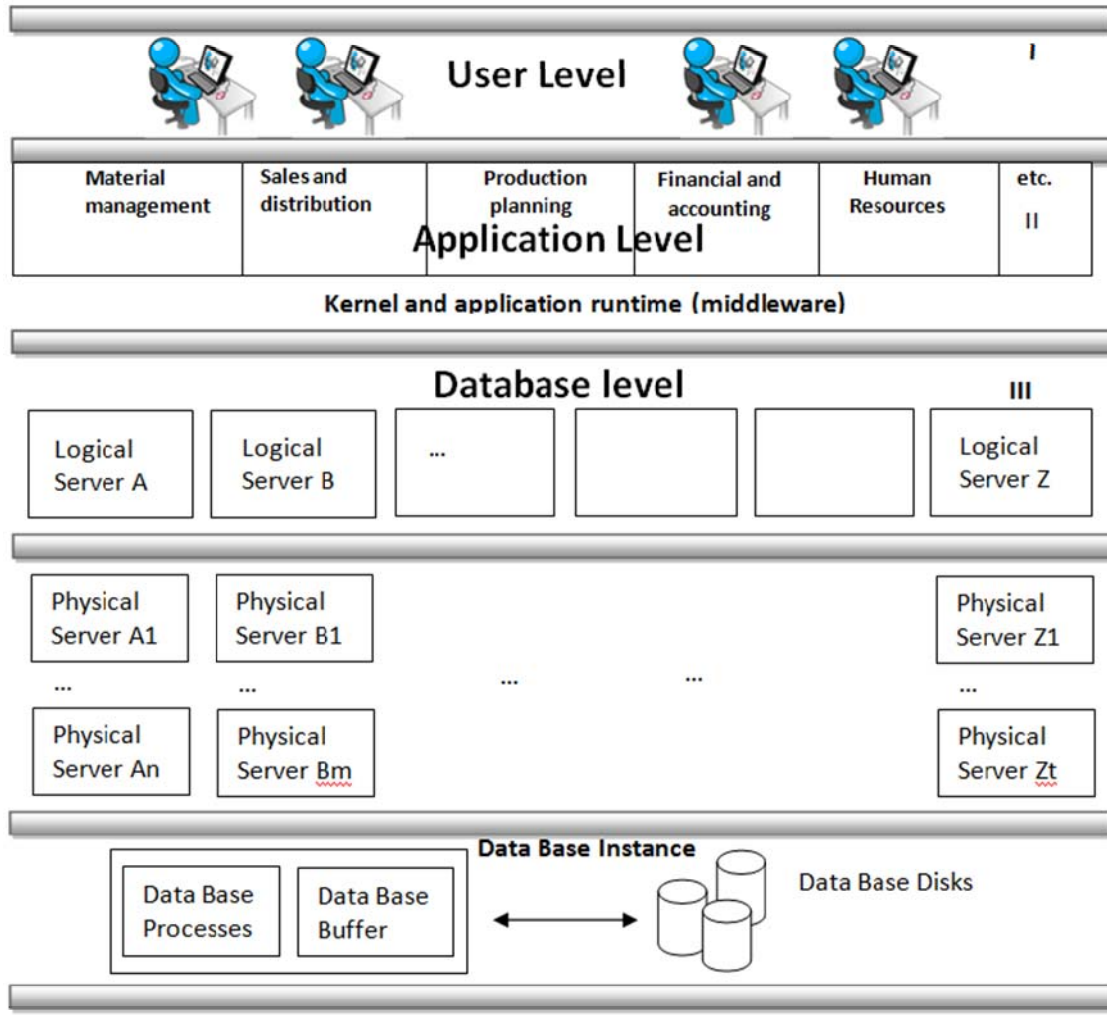 User Level
I
Material
management
Sales and
distribution
Production
planning
Financial and
accounting
Human
Resources
etc.
II
Application Level
Kernel and application runtime (middleware)
Database level
III
Logical
Server A
Logical
Server B
...
Logical
Server Z
Physical
Server A1
Physical
Server B1
Physical
Server Z1
...
...
...
...
...
Physical
Server An
Physical
Server Bm
Physical
Server Zt
Data Base Instance
Data Base
Processes
Data Base
Buffer
Data Base Disks